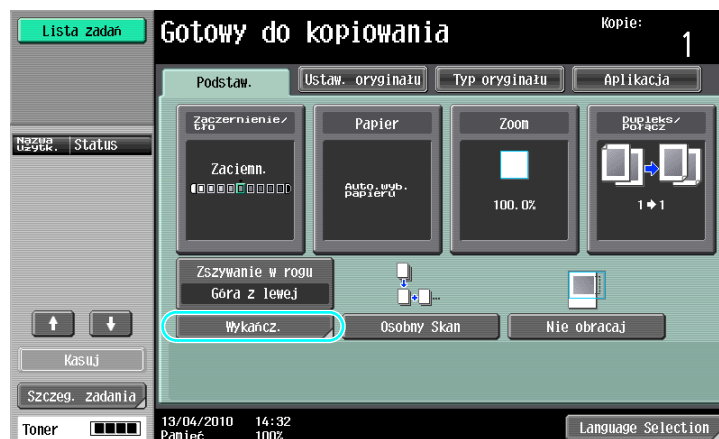 Lista zadań
Gotowy do kopiowania
Kopie:
1
Podstaw.
Ustaw. oryginału
Typ oryginału
Aplikacja
Nazwa Użytk.
Status
Zaczernienie/
tło
Zaciemn.
Papier
Auto.wyb.
papieru
Zoom
100.0%
Dupleks/
Połącz
1➔1
Zszywanie w rogu
Góra z lewej
Wykańcz.
Osobny Skan
Nie obracaj
Kasuj
Szczeg. zadania
Toner
13/04/2010 14:32
Pamięć 100%
Language Selection